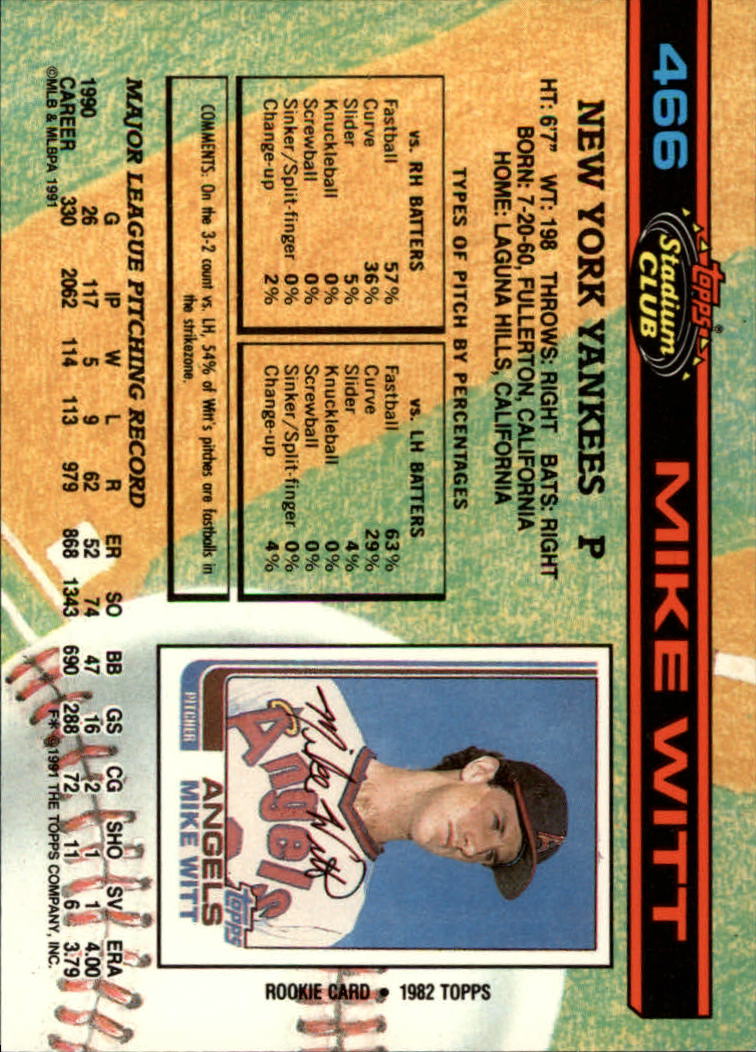 466
topps®
Stadium
CLUB
MIKE WITT
NEW YORK YANKEES P
HT: 6'7" WT: 198 THROWS: RIGHT BATS: RIGHT
BORN: 7-20-60, FULLERTON, CALIFORNIA
HOME: LAGUNA HILLS, CALIFORNIA
TYPES OF PITCH BY PERCENTAGES
vs. RH BATTERS
Fastball 57%
Curve 36%
Slider 5%
Knuckleball 0%
Screwball 0%
Sinker/Split-finger 0%
Change-up 2%
vs. LH BATTERS
Fastball 63%
Curve 29%
Slider 4%
Knuckleball 0%
Screwball 0%
Sinker/Split-finger 0%
Change-up 4%
COMMENTS: On the 3-2 count vs. LH, 54% of Witt's pitches are fastballs in
the strikezone.
A
Angels
Mike Witt
PITCHER
ANGELS
MIKE WITT
topps
ROOKIE CARD • 1982 TOPPS
MAJOR LEAGUE PITCHING RECORD
G IP W L R ER SO BB GS CG SHO SV ERA
1990 26 117 5 9 62 52 74 47 16 2 1 1 4.00
CAREER 330 2062 114 113 979 868 1343 690 288 72 11 6 3.79
©MLB & MLBPA 1991
F* ©1991 THE TOPPS COMPANY, INC.